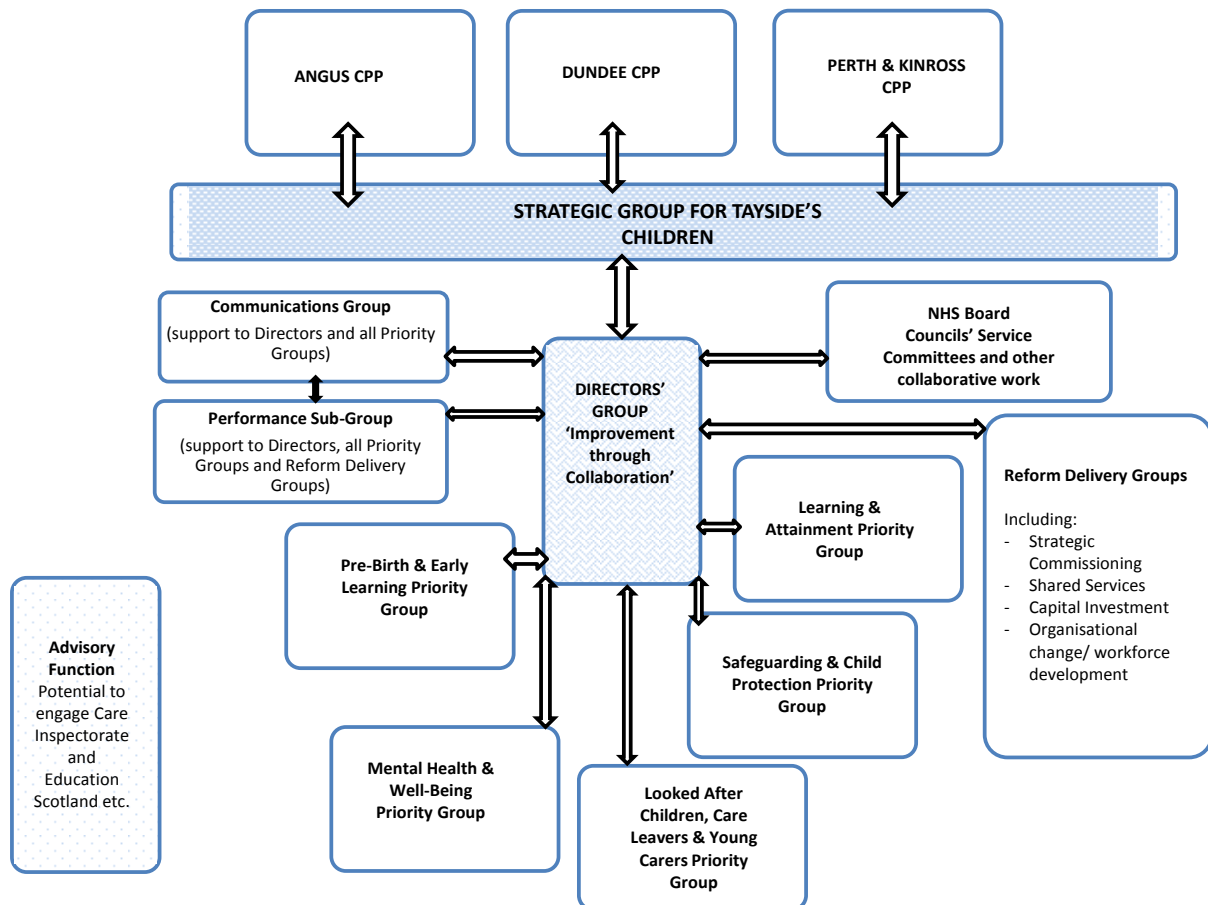 ANGUS CPP
DUNDEE CPP
PERTH & KINROSS
CPP
STRATEGIC GROUP FOR TAYSIDE’S
CHILDREN
Communications Group
(support to Directors and all Priority
Groups)
NHS Board
Councils’ Service
Committees and other
collaborative work
Performance Sub-Group
(support to Directors, all Priority
Groups and Reform Delivery
Groups)
DIRECTORS’
GROUP
‘Improvement
through
Collaboration’
Reform Delivery Groups
Including:
- Strategic
Commissioning
- Shared Services
- Capital Investment
- Organisational
change/ workforce
development
Learning &
Attainment Priority
Group
Pre-Birth & Early
Learning Priority
Group
Safeguarding & Child
Protection Priority
Group
Advisory
Function
Potential to
engage Care
Inspectorate
and
Education
Scotland etc.
Mental Health &
Well-Being
Priority Group
Looked After
Children, Care
Leavers & Young
Carers Priority
Group